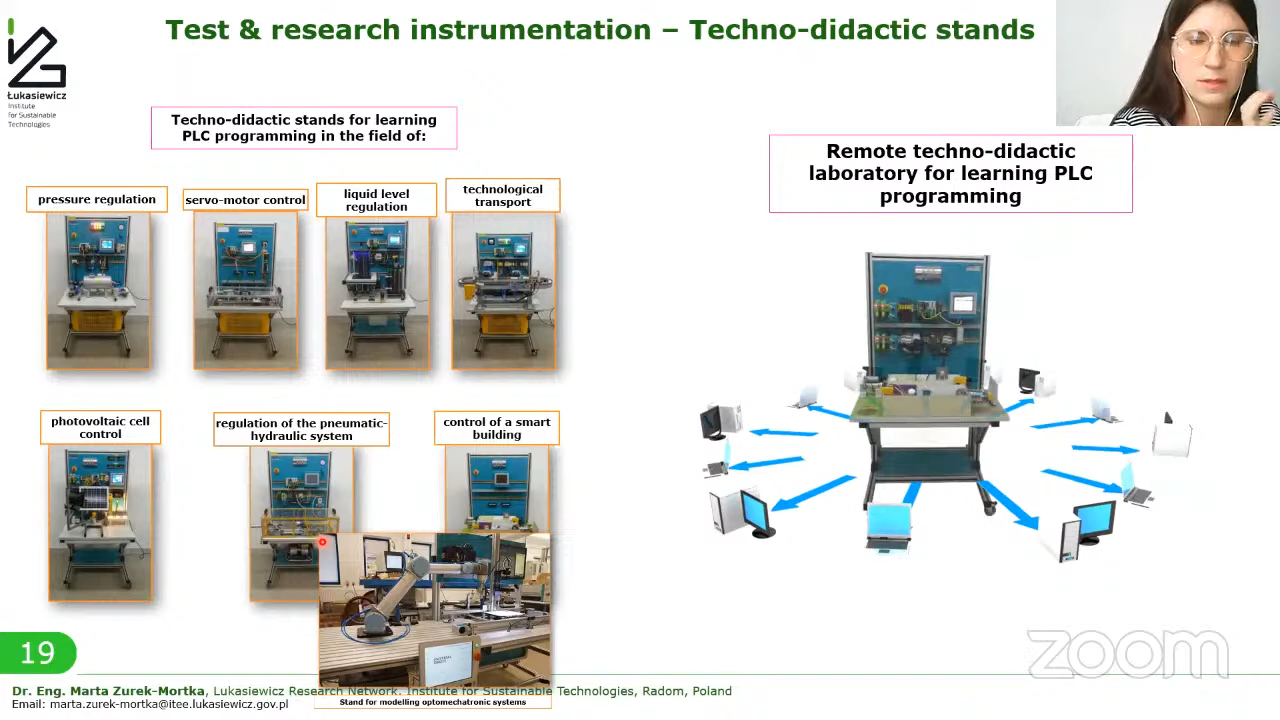 Test & research instrumentation – Techno-didactic stands
Łukasiewicz
Institute
for Sustainable
Technologies
Techno-didactic stands for learning
PLC programming in the field of:
Remote techno-didactic
laboratory for learning PLC
programming
pressure regulation
servo-motor control
liquid level
regulation
technological
transport
photovoltaic cell
control
regulation of the pneumatic-
hydraulic system
control of a smart
building
UNIVERSAL
ROBOTS
19
zoom
Dr. Eng. Marta Zurek-Mortka, Lukasiewicz Research Network. Institute for Sustainable Technologies, Radom, Poland
Email: marta.zurek-mortka@itee.lukasiewicz.gov.pl
Stand for modelling optomechatronic systems